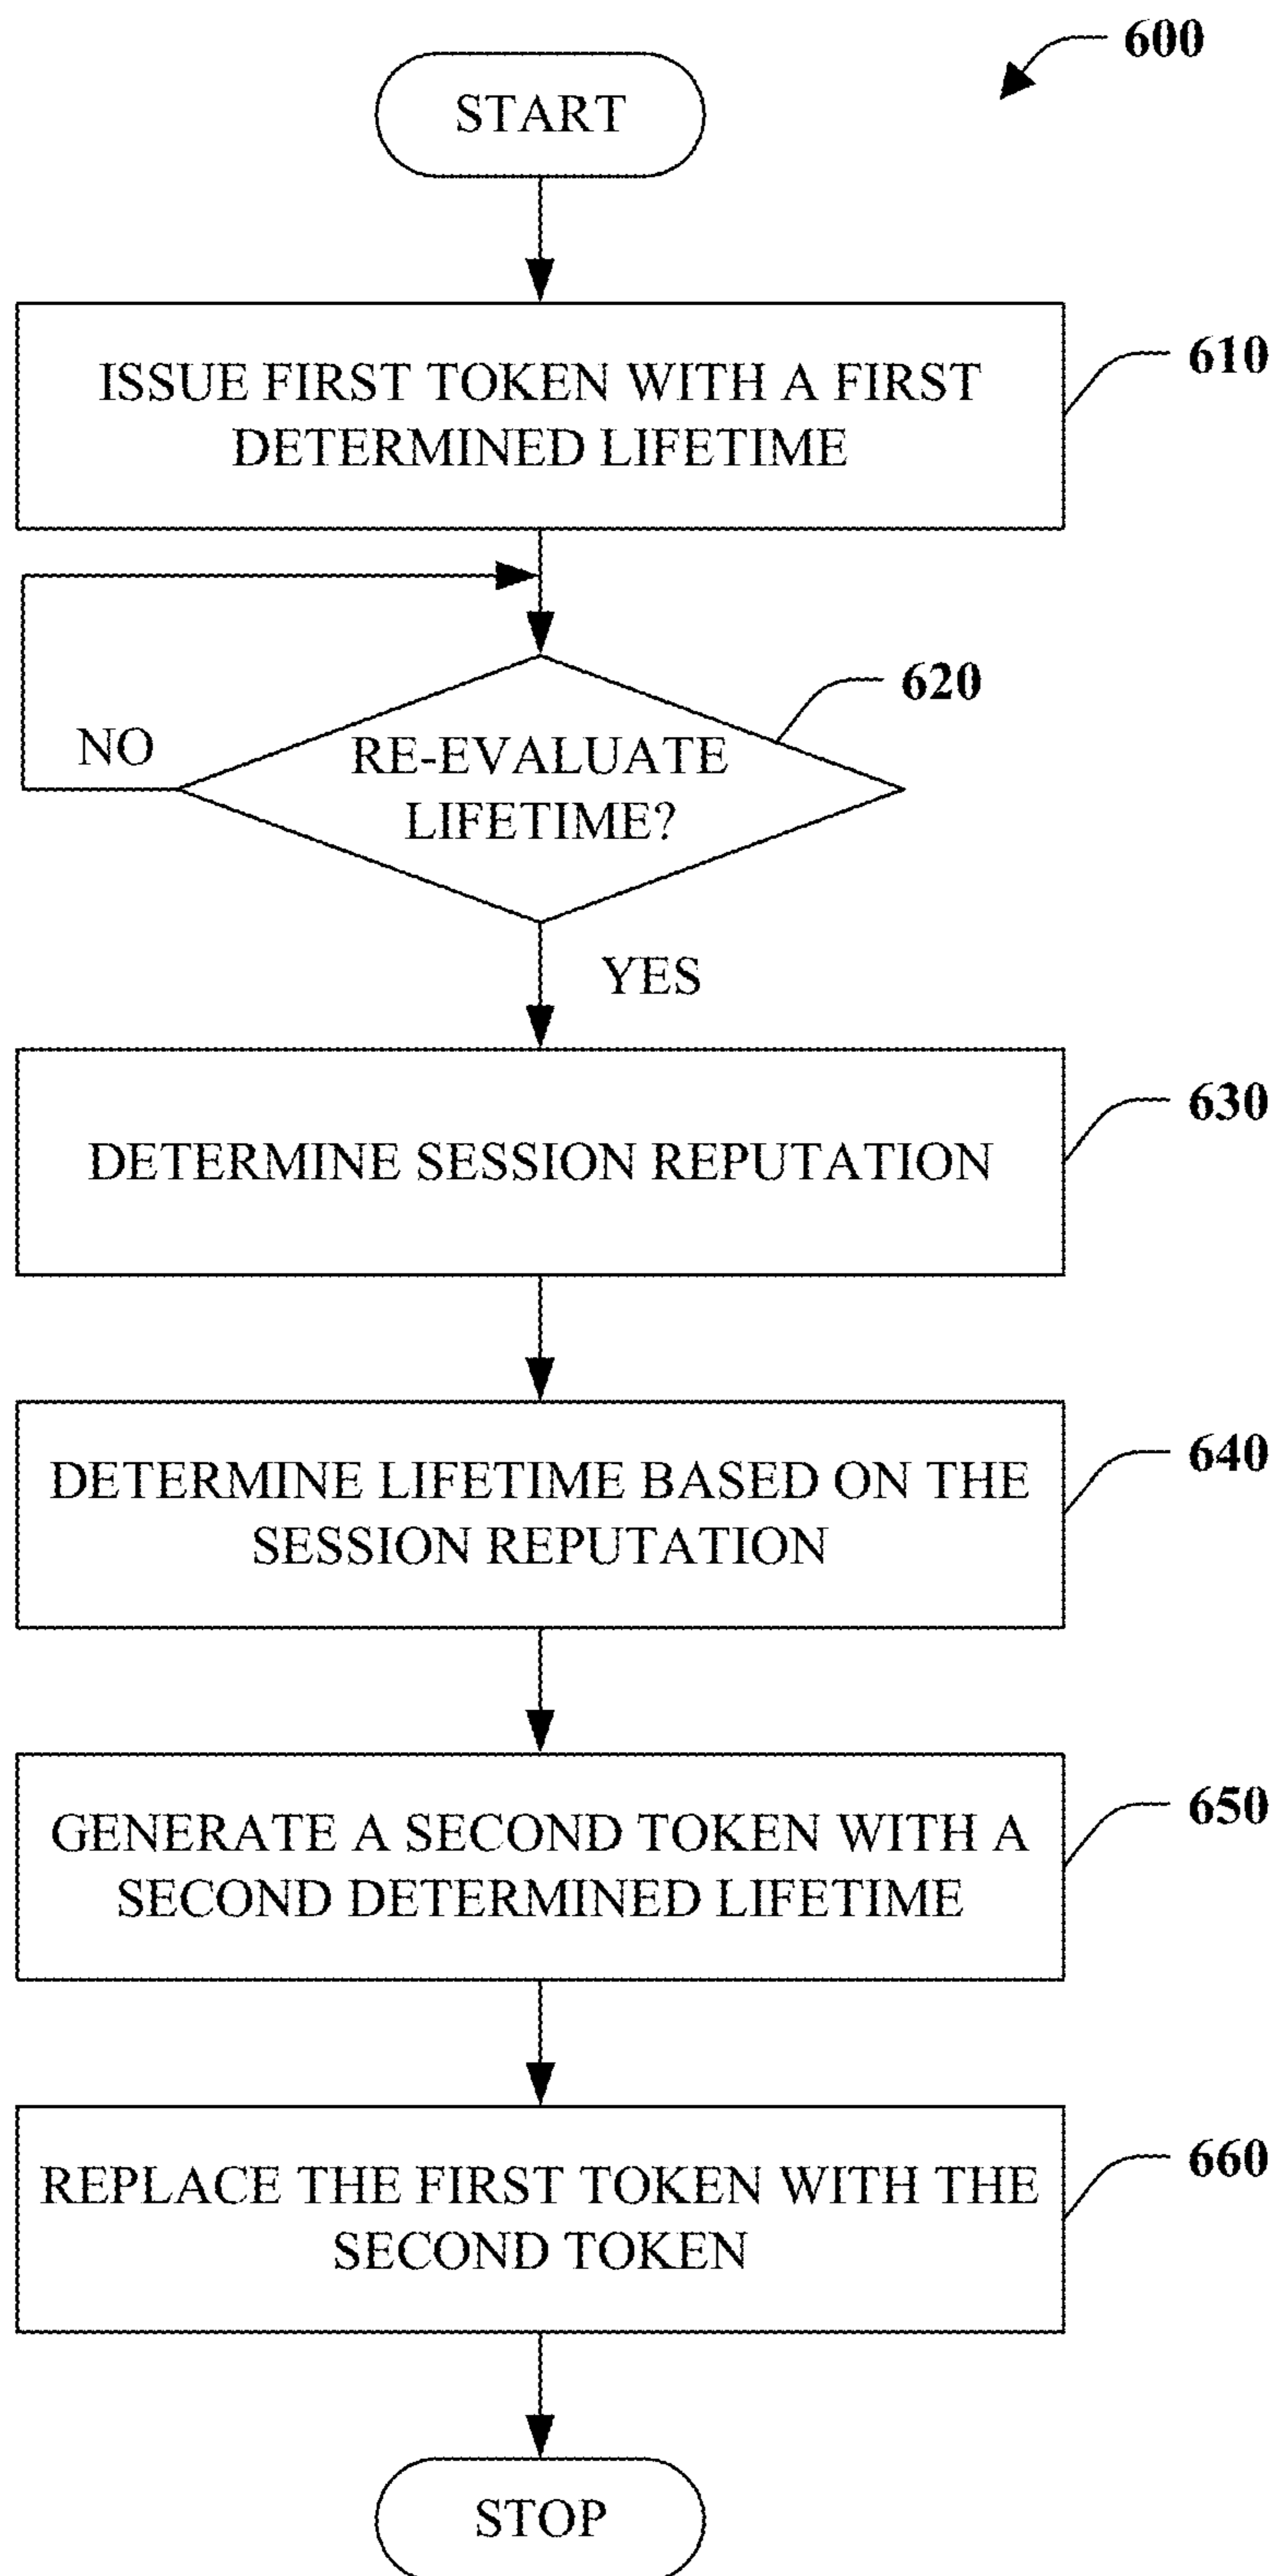 600
START
ISSUE FIRST TOKEN WITH A FIRST
DETERMINED LIFETIME
610
620
NO
RE-EVALUATE
LIFETIME?
YES
DETERMINE SESSION REPUTATION
630
DETERMINE LIFETIME BASED ON THE
SESSION REPUTATION
640
GENERATE A SECOND TOKEN WITH A
SECOND DETERMINED LIFETIME
650
REPLACE THE FIRST TOKEN WITH THE
SECOND TOKEN
660
STOP